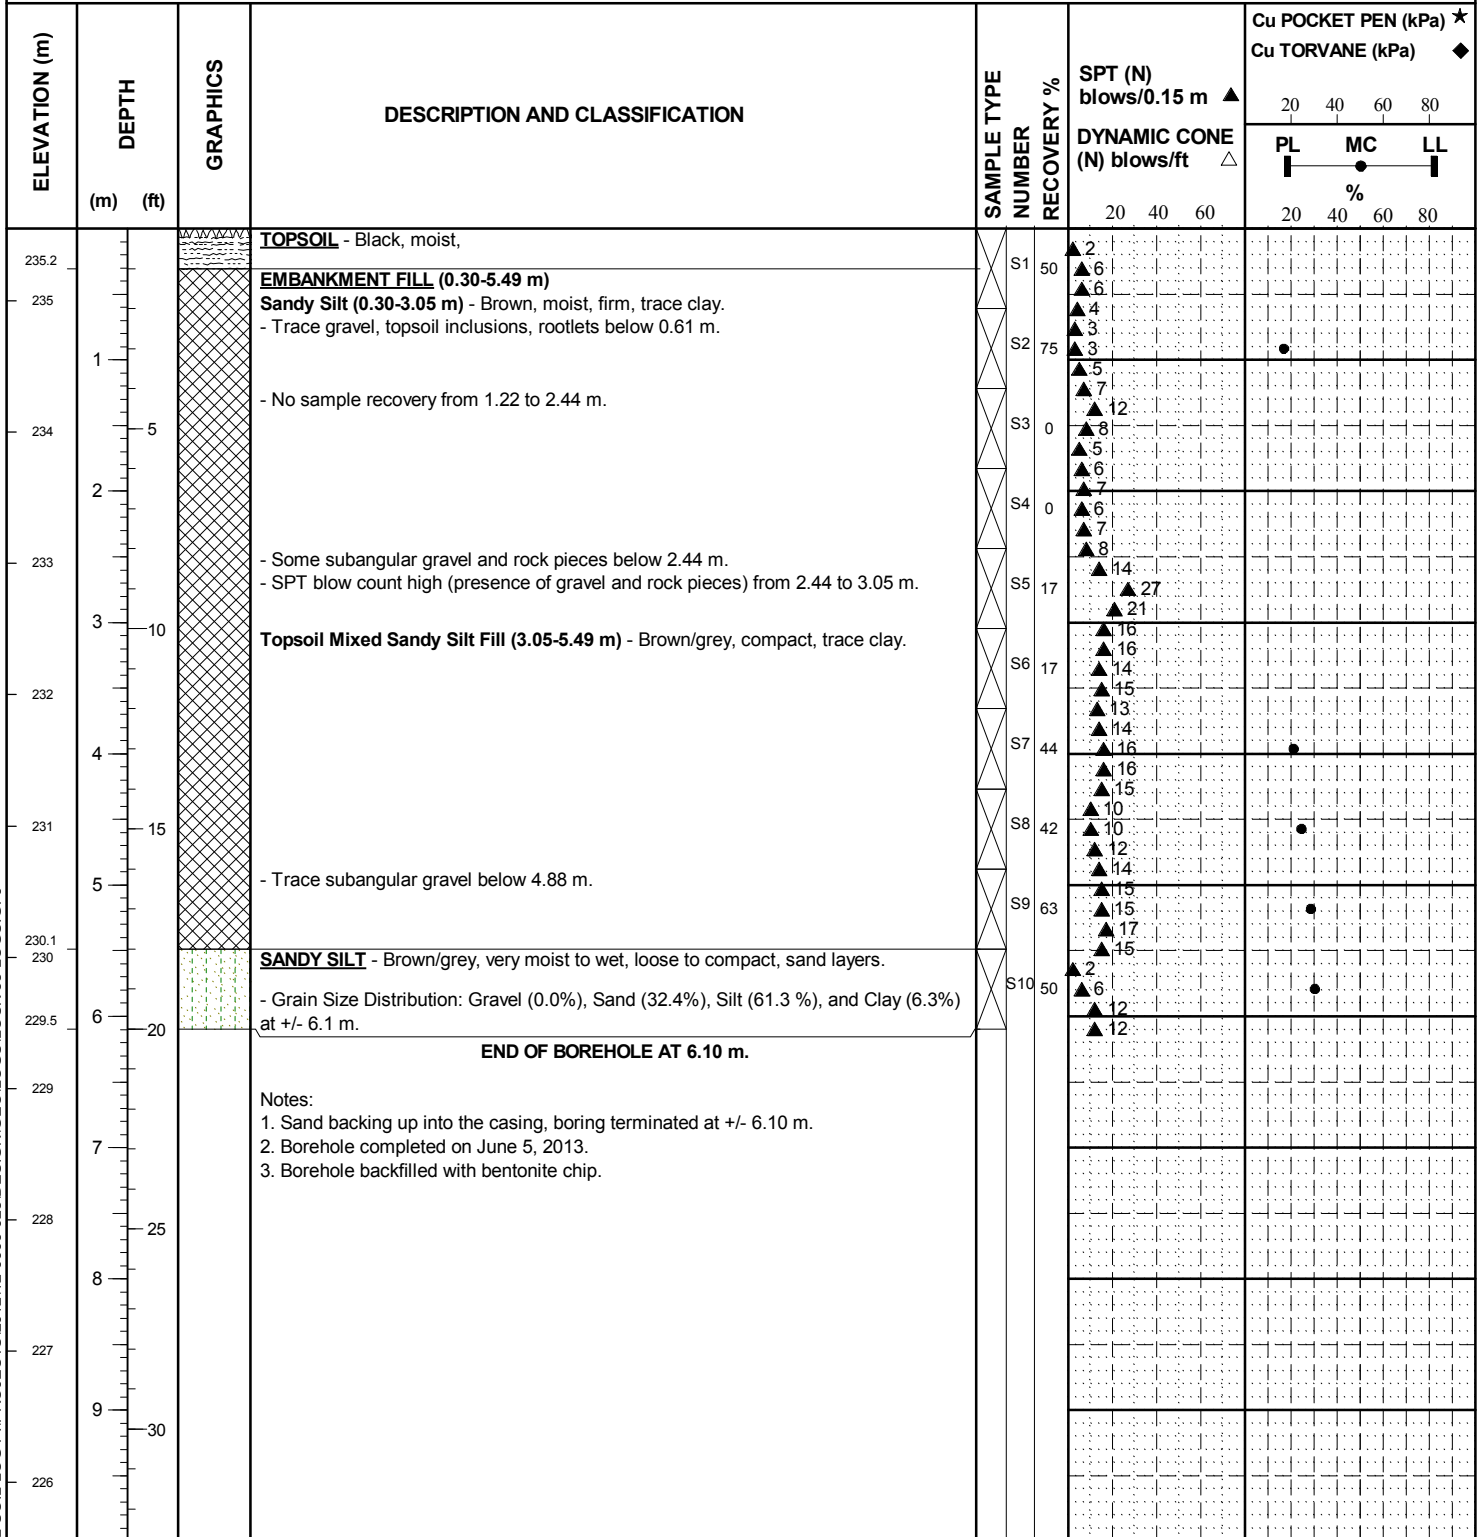 ELEVATION (m)
DEPTH
(m) (ft)
GRAPHICS
DESCRIPTION AND CLASSIFICATION
SAMPLE TYPE
NUMBER
RECOVERY %
SPT (N)
blows/0.15 m
DYNAMIC CONE
(N) blows/ft
20 40 60
Cu POCKET PEN (kPa)
Cu TORVANE (kPa)
20 40 60 80
PL MC LL
%
20 40 60 80
TOPSOIL - Black, moist,
2
235.2
S1 50
6
EMBANKMENT FILL (0.30-5.49 m)
6
235
Sandy Silt (0.30-3.05 m) - Brown, moist, firm, trace clay.
4
- Trace gravel, topsoil inclusions, rootlets below 0.61 m.
3
S2 75
3
1
5
7
- No sample recovery from 1.22 to 2.44 m.
12
234
5
S3 0
8
5
6
2
7
S4 0
6
7
8
233
- Some subangular gravel and rock pieces below 2.44 m.
14
- SPT blow count high (presence of gravel and rock pieces) from 2.44 to 3.05 m.
S5 17
27
21
3
10
16
Topsoil Mixed Sandy Silt Fill (3.05-5.49 m) - Brown/grey, compact, trace clay.
16
S6 17
14
232
15
13
14
S7 44
16
4
16
15
10
231
15
S8 42
10
12
14
5
- Trace subangular gravel below 4.88 m.
15
S9 63
15
17
230.1
15
230
SANDY SILT - Brown/grey, very moist to wet, loose to compact, sand layers.
2
S10 50
6
- Grain Size Distribution: Gravel (0.0%), Sand (32.4%), Silt (61.3 %), and Clay (6.3%)
12
6
229.5
20
at +/- 6.1 m.
12
END OF BOREHOLE AT 6.10 m.
229
Notes:
1. Sand backing up into the casing, boring terminated at +/- 6.10 m.
7
2. Borehole completed on June 5, 2013.
3. Borehole backfilled with bentonite chip.
228
25
8
227
9
30
226